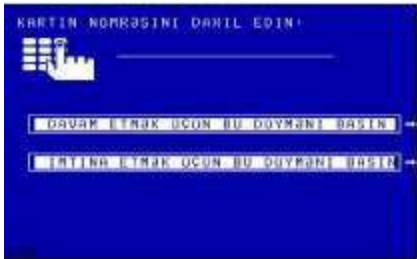 KARTIN NOMRƏSINI DAXIL EDIN:
DAVAM ETMƏK ÜÇÜN BU DÜYMƏNI BASIN
IMTINA ETMƏK ÜÇÜN BU DÜYMƏNI BASIN